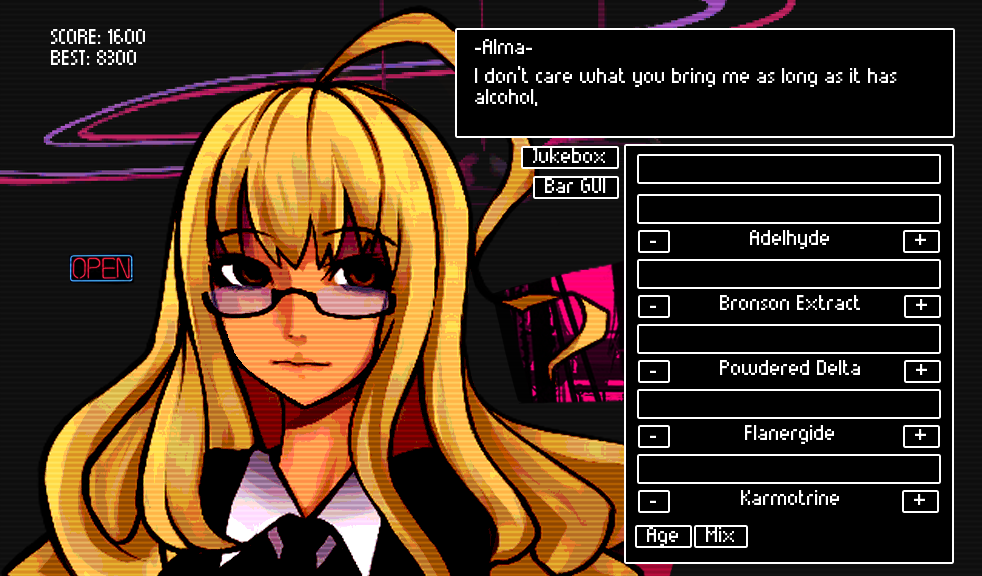 SCORE: 1600
BEST: 8300
-Alma-
I don't care what you bring me as long as it has
alcohol,
Jukebox
Bar GUI
OPEN
- Adelhyde +
- Bronson Extract +
- Powdered Delta +
- Flanergide +
- Karmotrine +
Age Mix